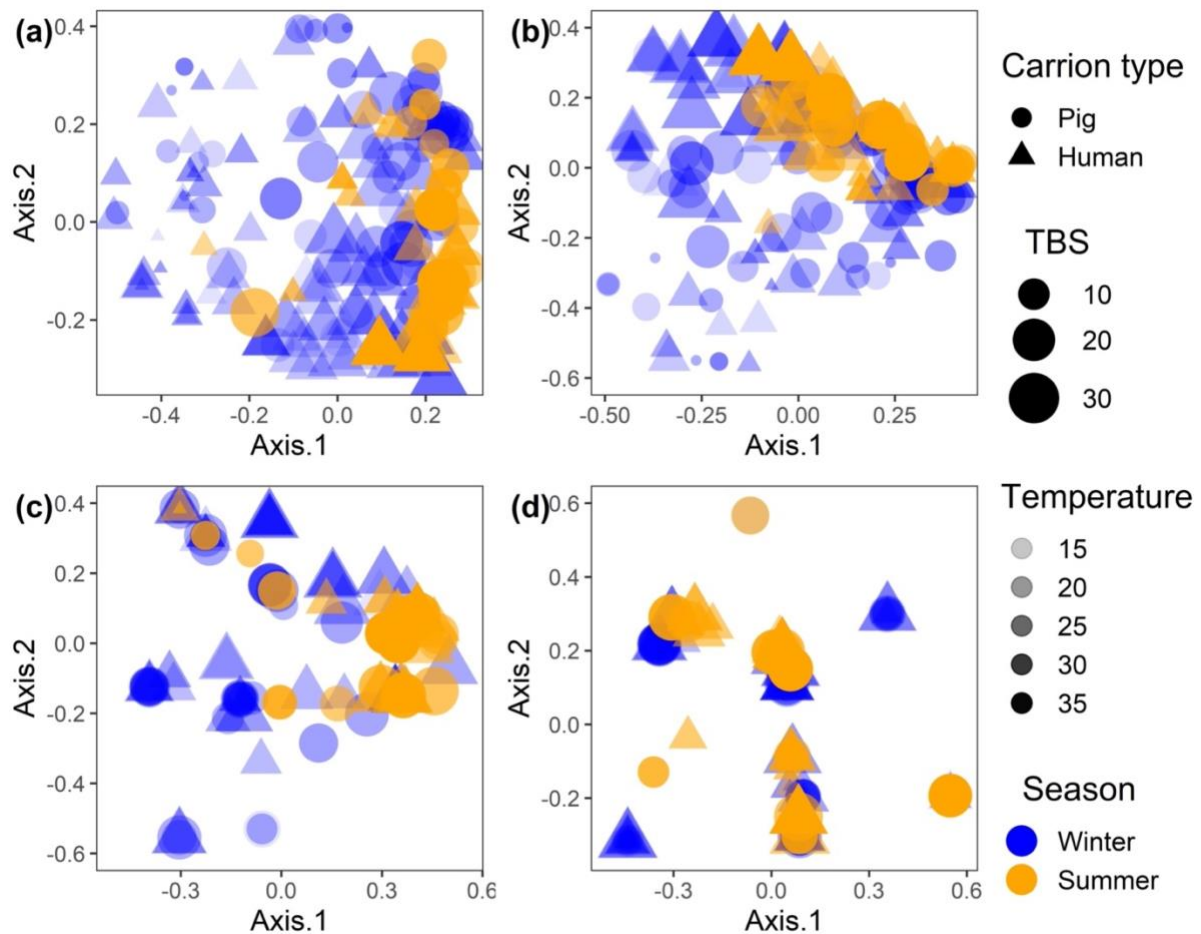 (a)
0.4
0.2
0.0
-0.2
Axis.2
-0.4 -0.2 0.0 0.2
Axis.1
(b)
0.4
0.2
0.0
-0.2
-0.4
-0.6
Axis.2
-0.50 -0.25 0.00 0.25
Axis.1
(c)
0.4
0.2
0.0
-0.2
-0.4
-0.6
Axis.2
-0.3 0.0 0.3 0.6
Axis.1
(d)
0.6
0.4
0.2
0.0
-0.2
Axis.2
-0.3 0.0 0.3 0.6
Axis.1
Carrion type
Pig
Human
TBS
10
20
30
Temperature
15
20
25
30
35
Season
Winter
Summer